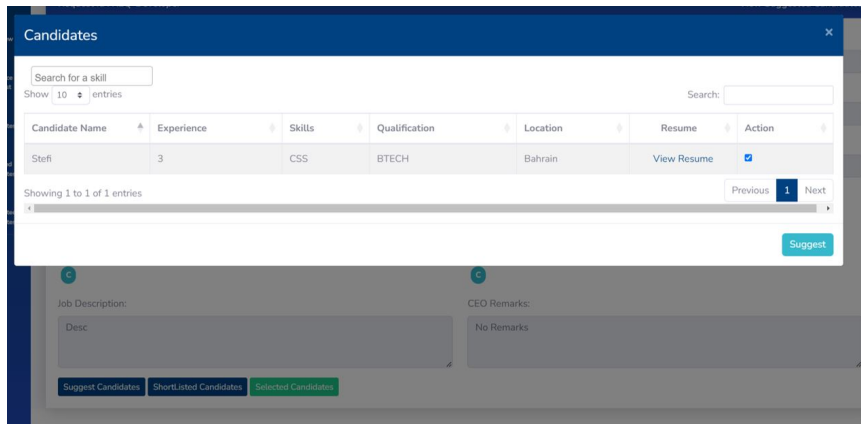 Candidates ×
Search for a skill
Show 10 entries
Search:
Candidate Name Experience Skills Qualification Location Resume Action
Stefi 3 CSS BTECH Bahrain View Resume
Showing 1 to 1 of 1 entries
Previous 1 Next
Suggest
C C
Job Description: CEO Remarks:
Desc No Remarks
Suggest Candidates ShortListed Candidates Selected Candidates